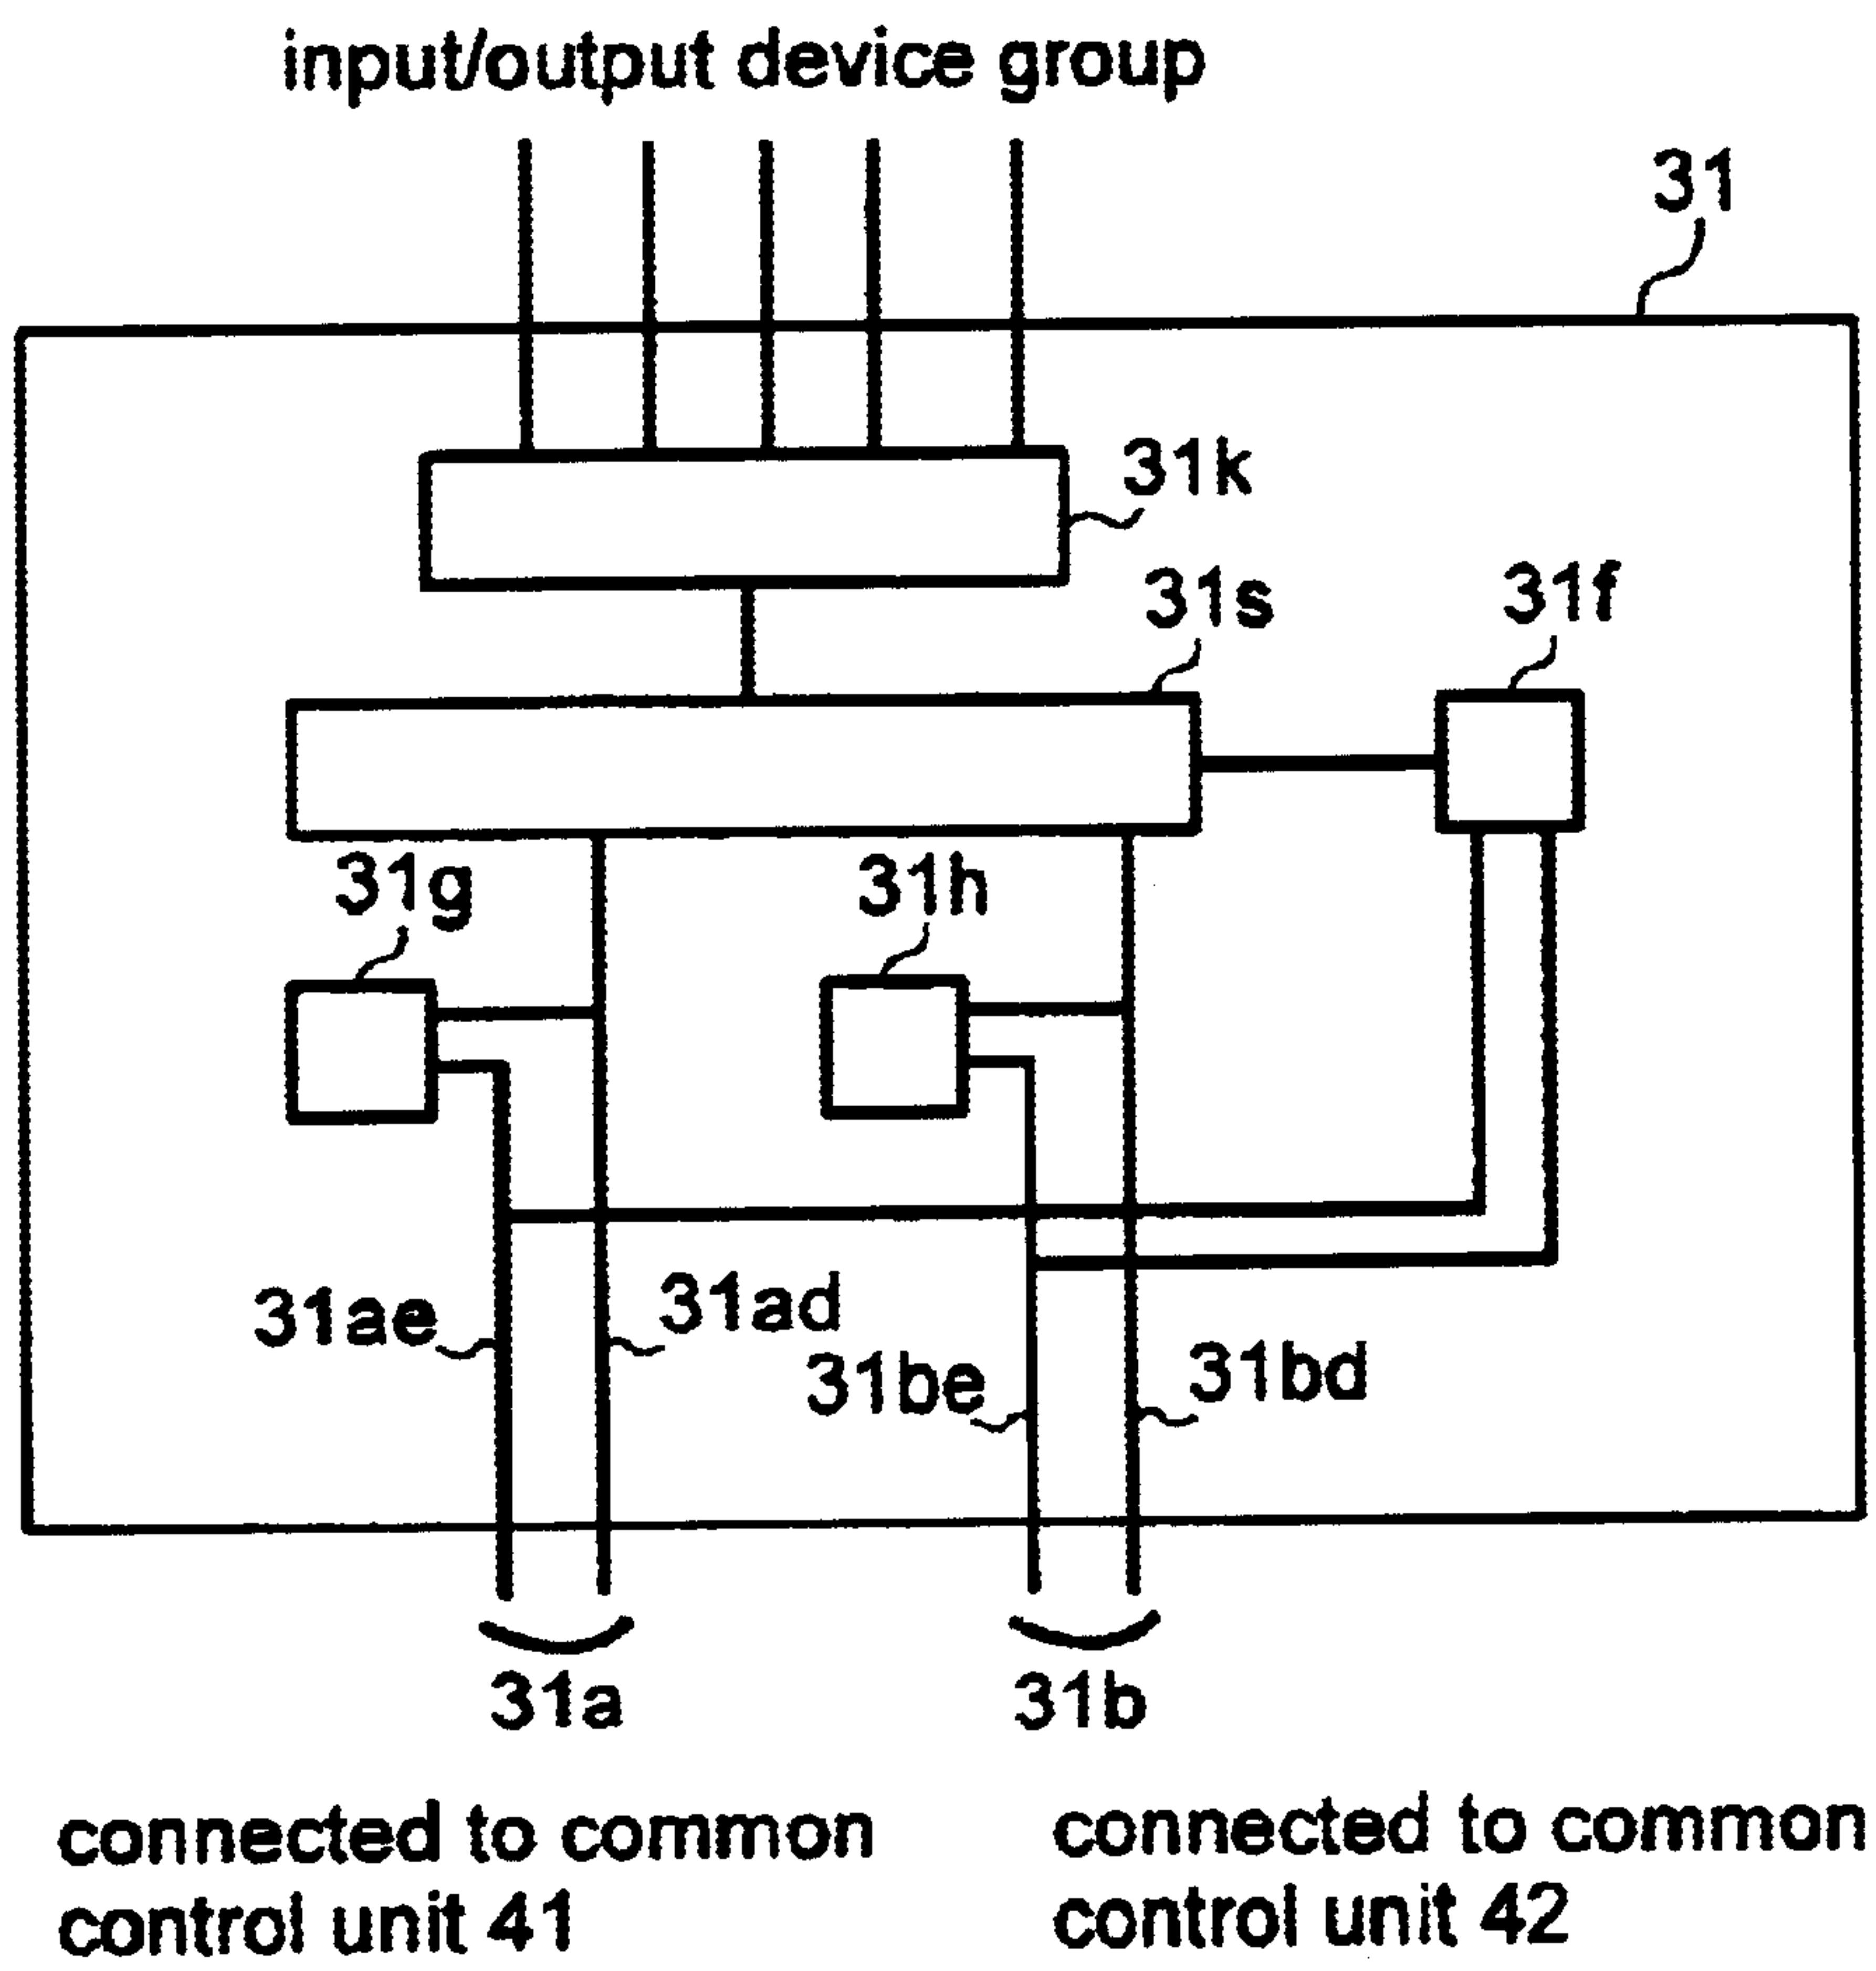 input/output device group
31
31k
31s
31f
31g
31h
31ae
31ad
31be
31bd
31a
31b
connected to common
control unit 41
connected to common
control unit 42